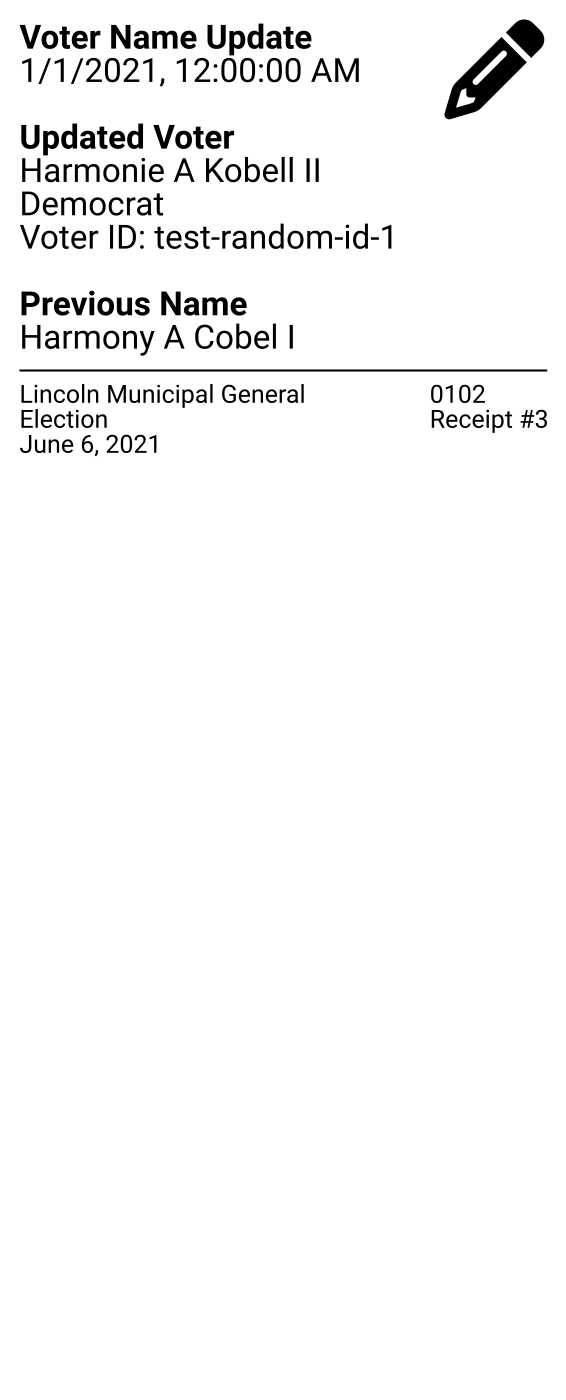 Voter Name Update
1/1/2021, 12:00:00 AM
Updated Voter
Harmonie A Kobell II
Democrat
Voter ID: test-random-id-1
Previous Name
Harmony A Cobel I
Lincoln Municipal General
Election
June 6, 2021
0102
Receipt #3